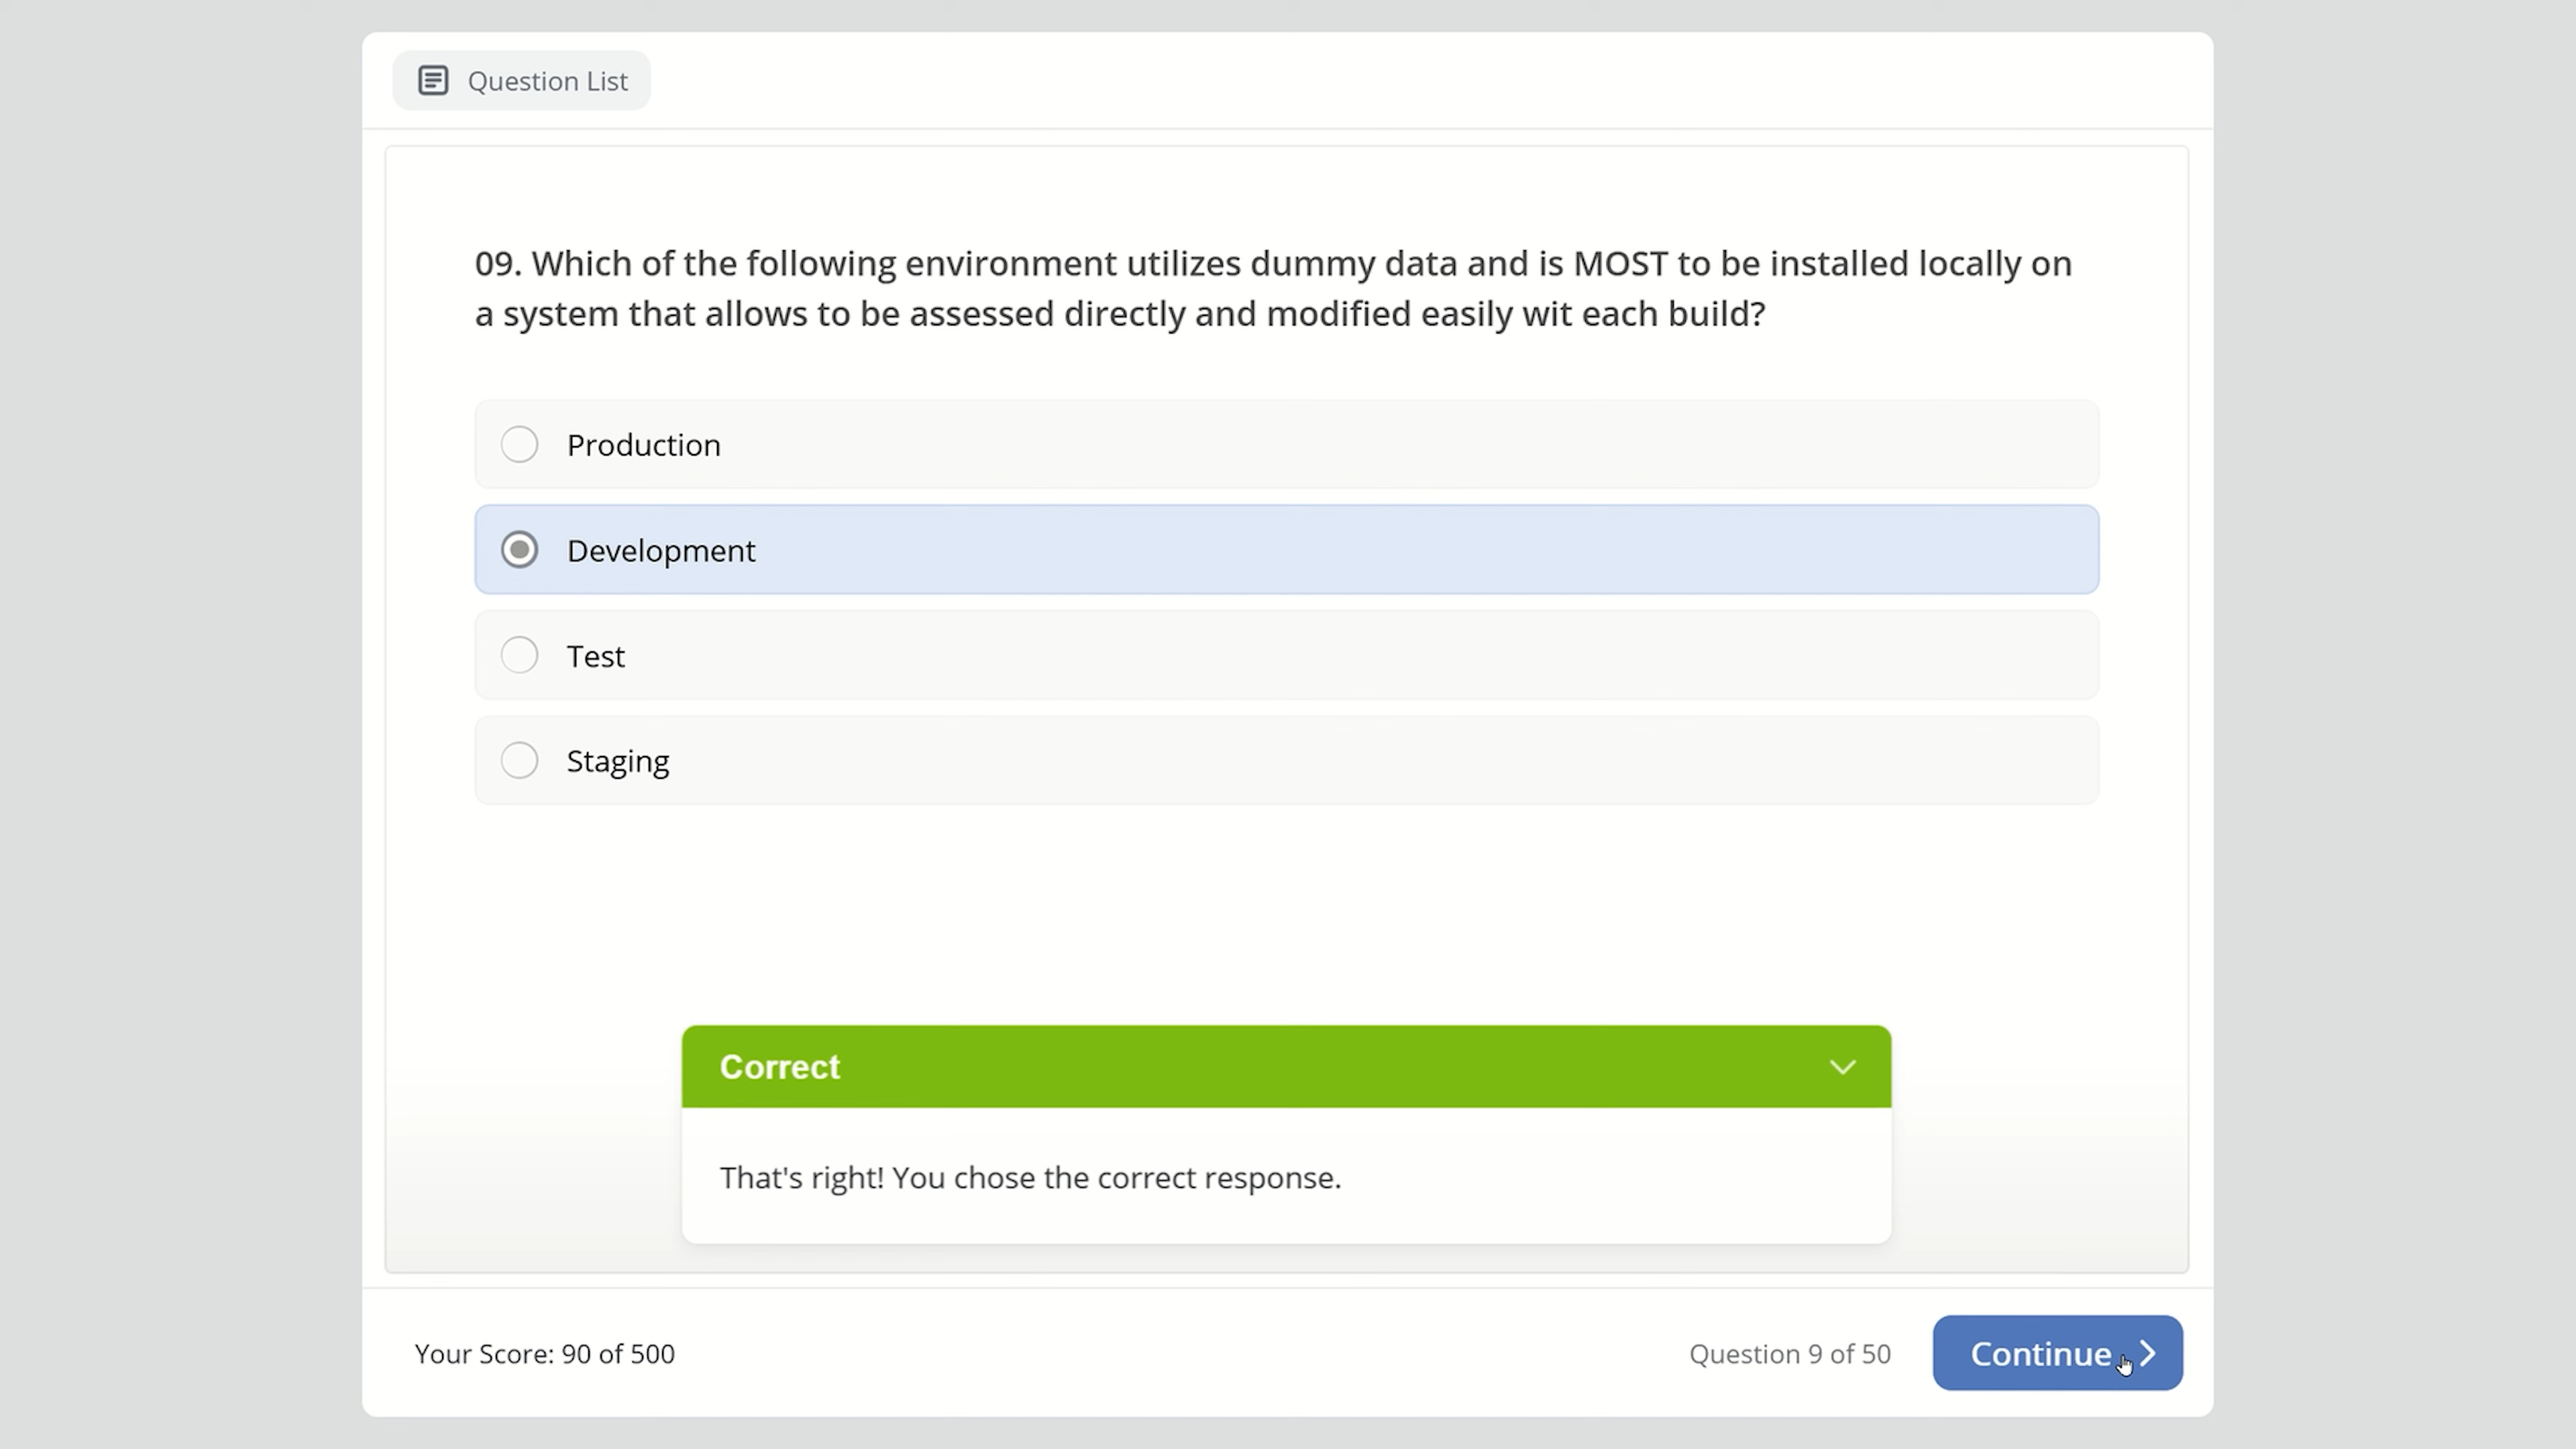 Question List
09. Which of the following environment utilizes dummy data and is MOST to be installed locally on
a system that allows to be assessed directly and modified easily wit each build?
Production
Development
Test
Staging
Correct
That's right! You chose the correct response.
Your Score: 90 of 500
Question 9 of 50
Continue